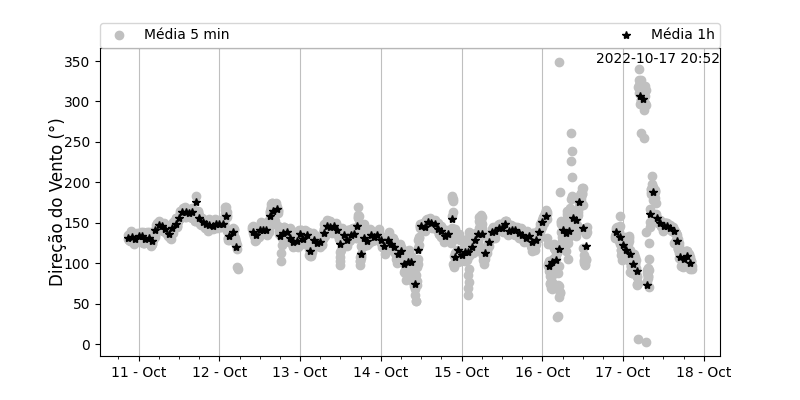 Média 5 min
Média 1h
2022-10-17 20:52
Direção do Vento (°)
350
300
250
200
150
100
50
0
11 - Oct
12 - Oct
13 - Oct
14 - Oct
15 - Oct
16 - Oct
17 - Oct
18 - Oct